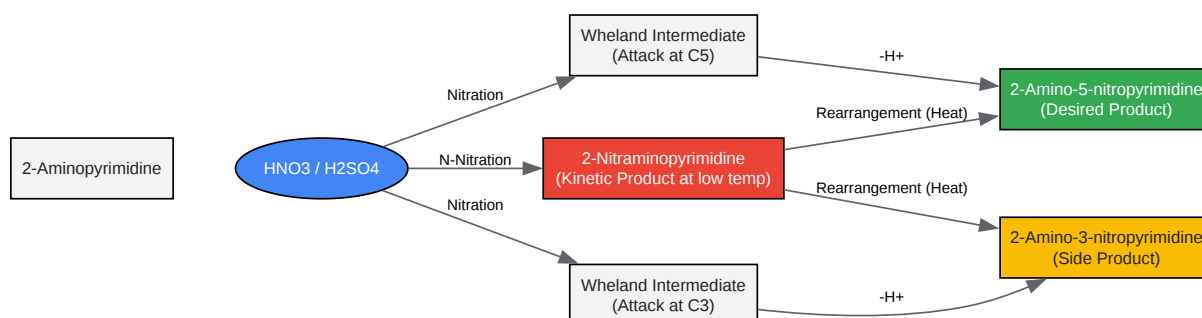 Wheland Intermediate
(Attack at C5)
-H+
Nitration
2-Amino-5-nitropyrimidine
(Desired Product)
Rearrangement (Heat)
2-Aminopyrimidine
HNO3 / H2SO4
N-Nitration
2-Nitraminopyrimidine
(Kinetic Product at low temp)
Rearrangement (Heat)
Nitration
2-Amino-3-nitropyrimidine
(Side Product)
Wheland Intermediate
(Attack at C3)
-H+